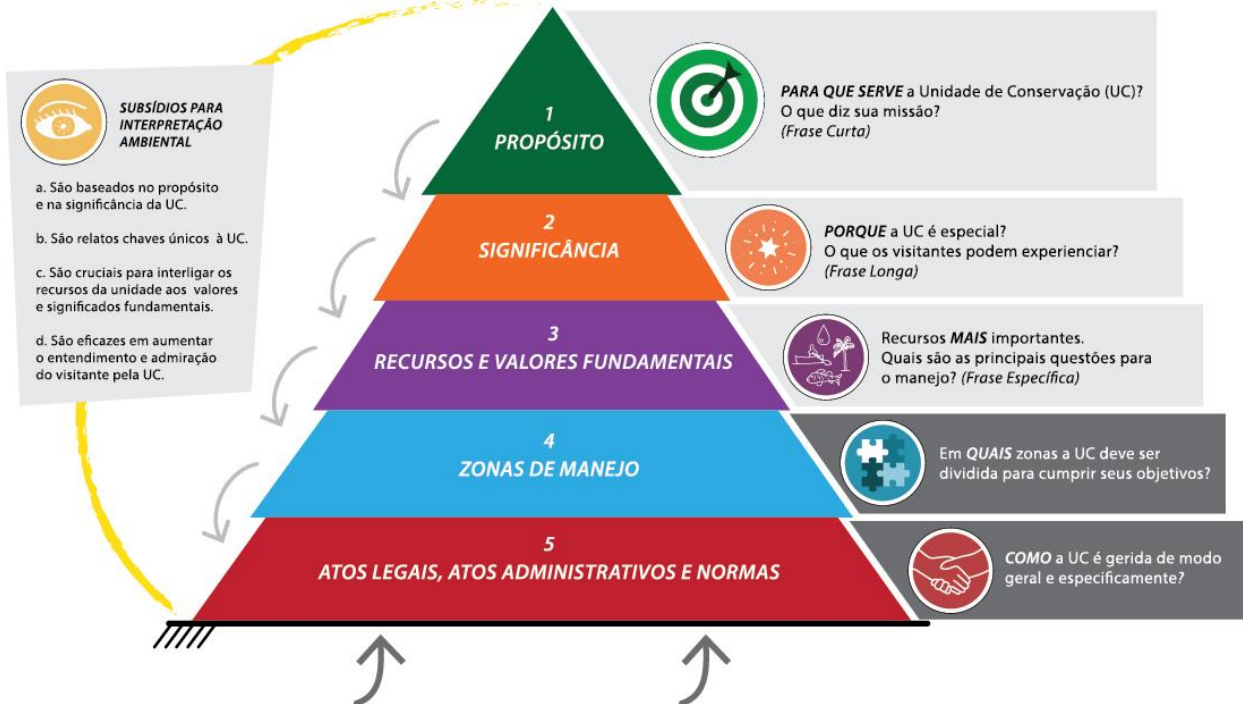 SUBSÍDIOS PARA
INTERPRETAÇÃO
AMBIENTAL
a. São baseados no propósito
e na significância da UC.
b. São relatos chaves únicos à UC.
c. São cruciais para interligar os
recursos da unidade aos valores
e significados fundamentais.
d. São eficazes em aumentar
o entendimento e admiração
do visitante pela UC.
1
PROPÓSITO
PARA QUE SERVE a Unidade de Conservação (UC)?
O que diz sua missão?
(Frase Curta)
2
SIGNIFICÂNCIA
PORQUE a UC é especial?
O que os visitantes podem experienciar?
(Frase Longa)
3
RECURSOS E VALORES FUNDAMENTAIS
Recursos MAIS importantes.
Quais são as principais questões para
o manejo? (Frase Específica)
4
ZONAS DE MANEJO
Em QUAIS zonas a UC deve ser
dividida para cumprir seus objetivos?
5
ATOS LEGAIS, ATOS ADMINISTRATIVOS E NORMAS
COMO a UC é gerida de modo
geral e especificamente?